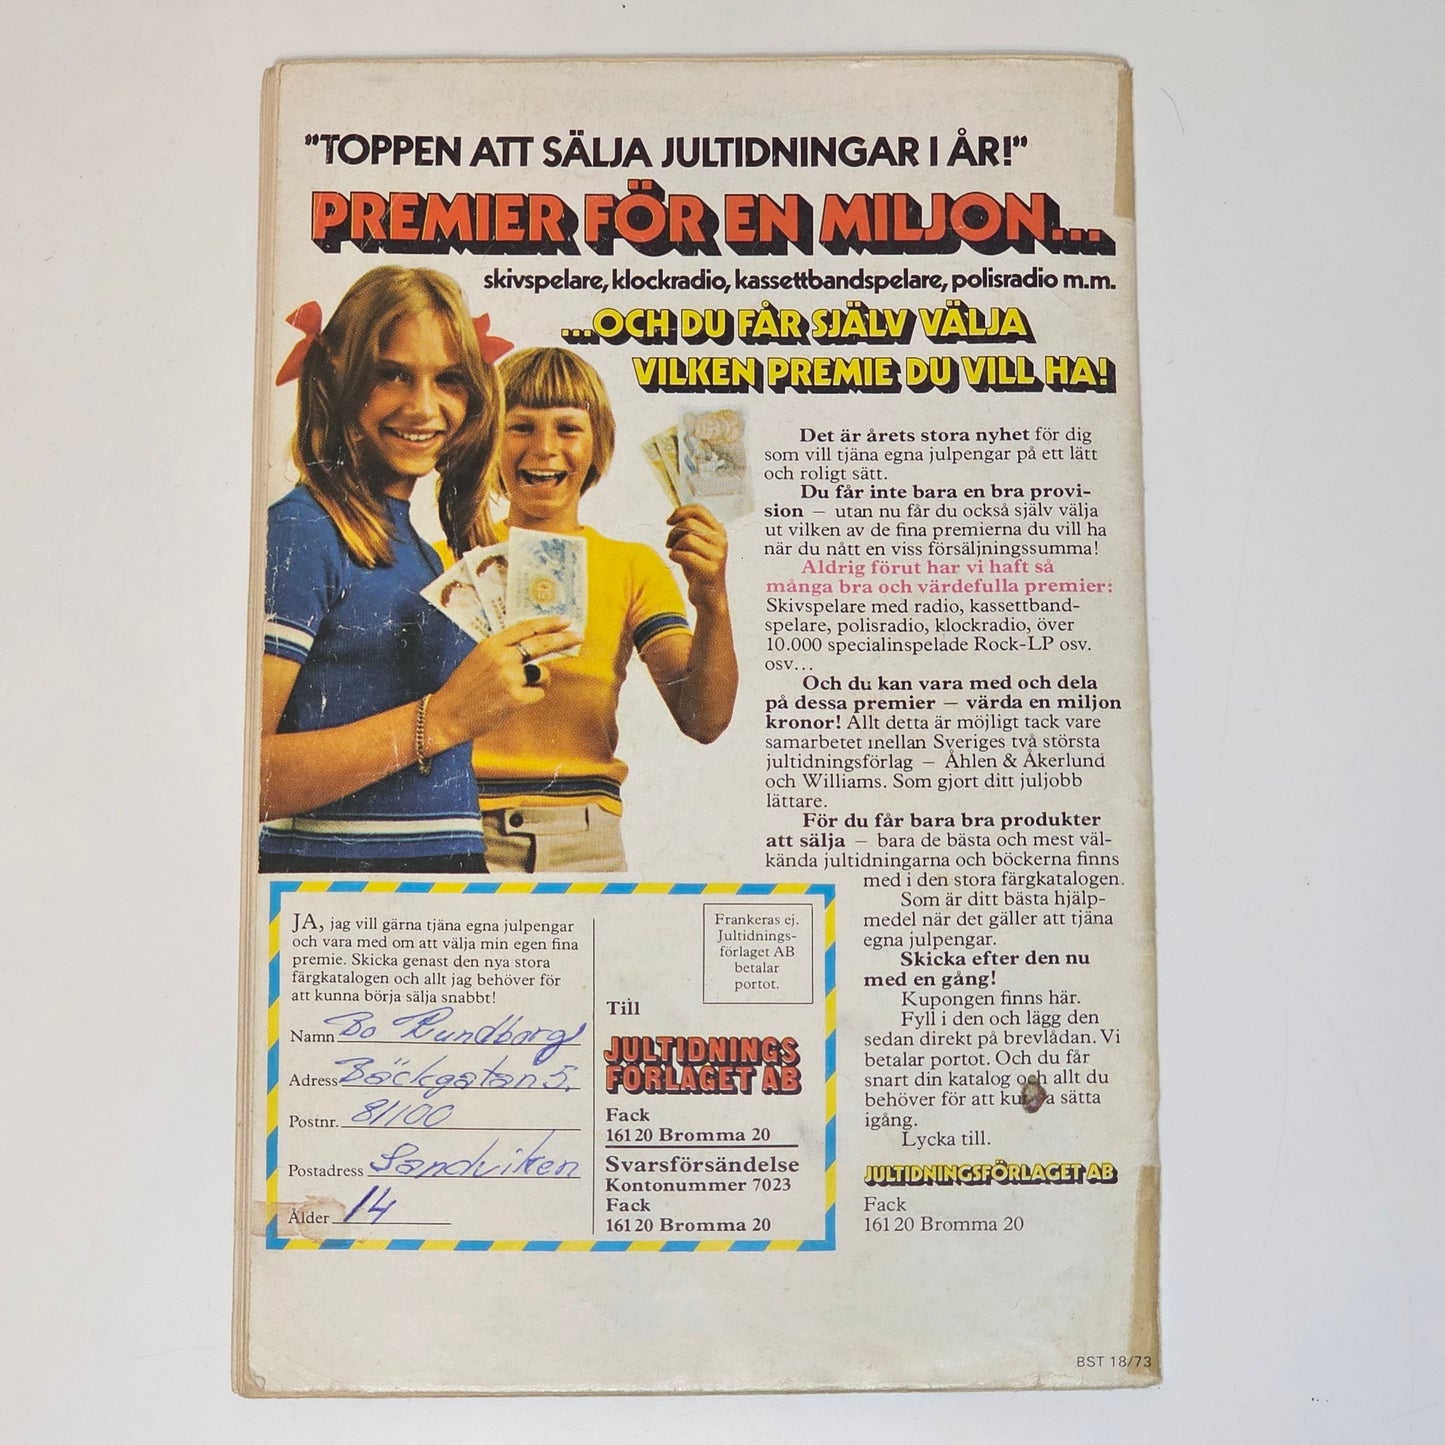 "TOPPEN ATT SÄLJA JULTIDNINGAR I ÅR!"
PREMIER FÖR EN MILJON...
skivspelare, klockradio, kassettbandspelare, polisradio m.m.
...OCH DU FÅR SJÄLV VÄLJA
VILKEN PREMIE DU VILL HA!
Det är årets stora nyhet för dig
som vill tjäna egna julpengar på ett lätt
och roligt sätt.
Du får inte bara en bra provi-
sion — utan nu får du också själv välja
ut vilken av de fina premierna du vill ha
när du nått en viss försäljningssumma!
Aldrig förut har vi haft så
många bra och värdefulla premier:
Skivspelare med radio, kassettband-
spelare, polisradio, klockradio, över
10.000 specialinspelade Rock-LP osv.
osv...
Och du kan vara med och dela
på dessa premier — värda en miljon
kronor! Allt detta är möjligt tack vare
samarbetet mellan Sveriges två största
jultidningsförlag — Åhlen & Åkerlund
och Williams. Som gjort ditt juljobb
lättare.
För du får bara bra produkter
att sälja — bara de bästa och mest väl-
kända jultidningarna och böckerna finns
med i den stora färgkatalogen.
Som är ditt bästa hjälp-
medel när det gäller att tjäna
egna julpengar.
Skicka efter den nu
med en gång!
Kupongen finns här.
Fyll i den och lägg den
sedan direkt på brevlådan. Vi
betalar portot. Och du får
snart din katalog och allt du
behöver för att kunna sätta
igång.
Lycka till.
JULTIDNINGSFÖRLAGET AB
Fack
161 20 Bromma 20
JA, jag vill gärna tjäna egna julpengar
och vara med om att välja min egen fina
premie. Skicka genast den nya stora
färgkatalogen och allt jag behöver för
att kunna börja sälja snabbt!
Namn Bo Rundborg
Adress Bäckgatan 5.
Postnr. 81100
Postadress Sandviken
Ålder 14
Frankeras ej.
Jultidnings-
förlaget AB
betalar
portot.
Till
JULTIDNINGS
FÖRLAGET AB
Fack
161 20 Bromma 20
Svarsförsändelse
Kontonummer 7023
Fack
161 20 Bromma 20
BST 18/73